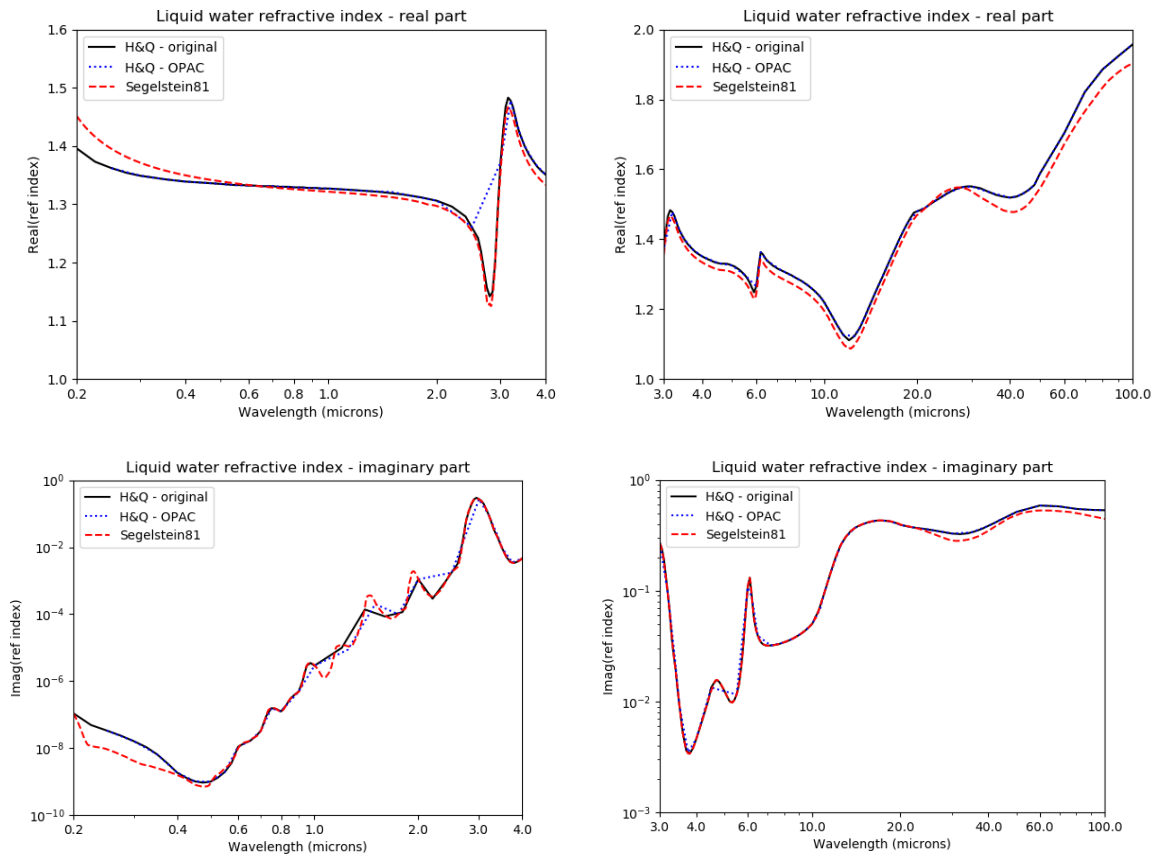 Liquid water refractive index - real part
H&Q - original
H&Q - OPAC
Segelstein81
Real(ref index)
1.6
1.5
1.4
1.3
1.2
1.1
1.0
0.2 0.4 0.6 0.8 1.0 2.0 3.0 4.0
Wavelength (microns)
Liquid water refractive index - real part
H&Q - original
H&Q - OPAC
Segelstein81
Real(ref index)
2.0
1.8
1.6
1.4
1.2
1.0
3.0 4.0 6.0 10.0 20.0 40.0 60.0 100.0
Wavelength (microns)
Liquid water refractive index - imaginary part
H&Q - original
H&Q - OPAC
Segelstein81
Imag(ref index)
10⁰
10⁻²
10⁻⁴
10⁻⁶
10⁻⁸
10⁻¹⁰
0.2 0.4 0.6 1.0 2.0 3.0 4.0
Wavelength (microns)
Liquid water refractive index - imaginary part
H&Q - original
H&Q - OPAC
Segelstein81
Imag(ref index)
10⁰
10⁻¹
10⁻²
10⁻³
3.0 4.0 6.0 10.0 20.0 40.0 60.0 100.0
Wavelength (microns)